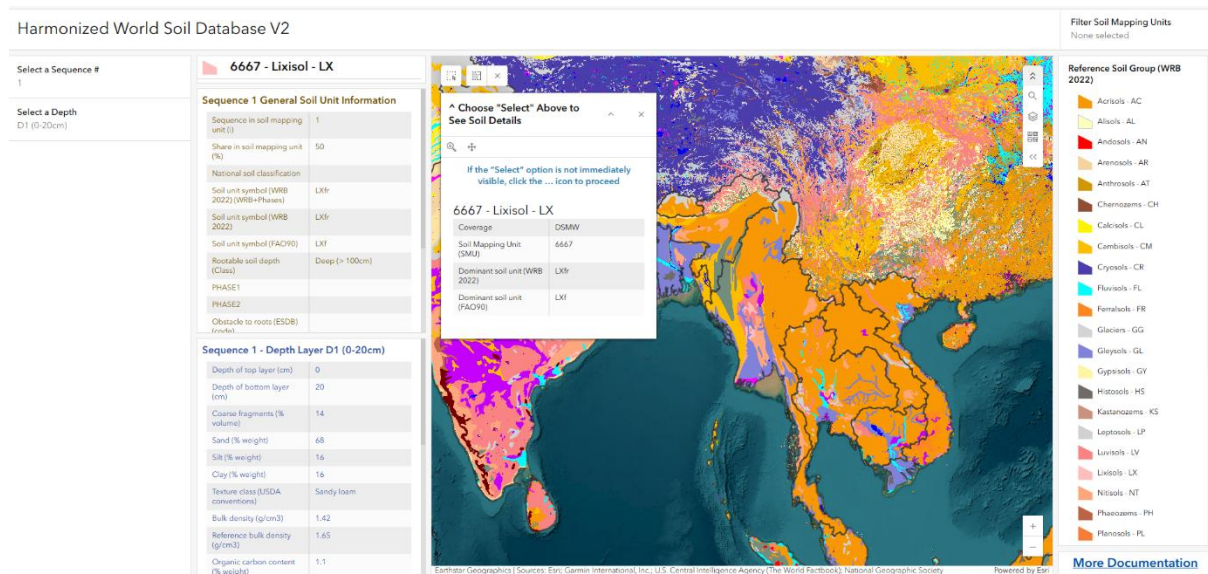 Harmonized World Soil Database V2
Filter Soil Mapping Units
None selected
Select a Sequence #
1
Select a Depth
D1 (0-20cm)
6667 - Lixisol - LX
Sequence 1 General Soil Unit Information
Sequence in soil mapping unit (i) 1
Share in soil mapping unit (%) 50
National soil classification
Soil unit symbol (WRB 2022) (WRB+Phases) LXfr
Soil unit symbol (WRB 2022) LXfr
Soil unit symbol (FAO90) LXf
Rootable soil depth (Class) Deep (> 100cm)
PHASE1
PHASE2
Obstacle to roots (ESDB) (code)
Sequence 1 - Depth Layer D1 (0-20cm)
Depth of top layer (cm) 0
Depth of bottom layer (cm) 20
Coarse fragments (% volume) 14
Sand (% weight) 68
Silt (% weight) 16
Clay (% weight) 16
Texture class (USDA conventions) Sandy loam
Bulk density (g/cm3) 1.42
Reference bulk density (g/cm3) 1.65
Organic carbon content (% weight) 1.1
^ Choose "Select" Above to
See Soil Details
If the "Select" option is not immediately
visible, click the ... icon to proceed
6667 - Lixisol - LX
Coverage DSMW
Soil Mapping Unit (SMU) 6667
Dominant soil unit (WRB 2022) LXfr
Dominant soil unit (FAO90) LXf
Earthstar Geographics | Sources: Esri; Garmin International, Inc.; U.S. Central Intelligence Agency (The World Factbook); National Geographic Society
Powered by Esri
Reference Soil Group (WRB
2022)
Acrisols - AC
Alisols - AL
Andosols - AN
Arenosols - AR
Anthrosols - AT
Chernozems - CH
Calcisols - CL
Cambisols - CM
Cryosols - CR
Fluvisols - FL
Ferralsols - FR
Glaciers - GG
Gleysols - GL
Gypsisols - GY
Histosols - HS
Kastanozems - KS
Leptosols - LP
Luvisols - LV
Lixisols - LX
Nitisols - NT
Phaeozems - PH
Planosols - PL
More Documentation